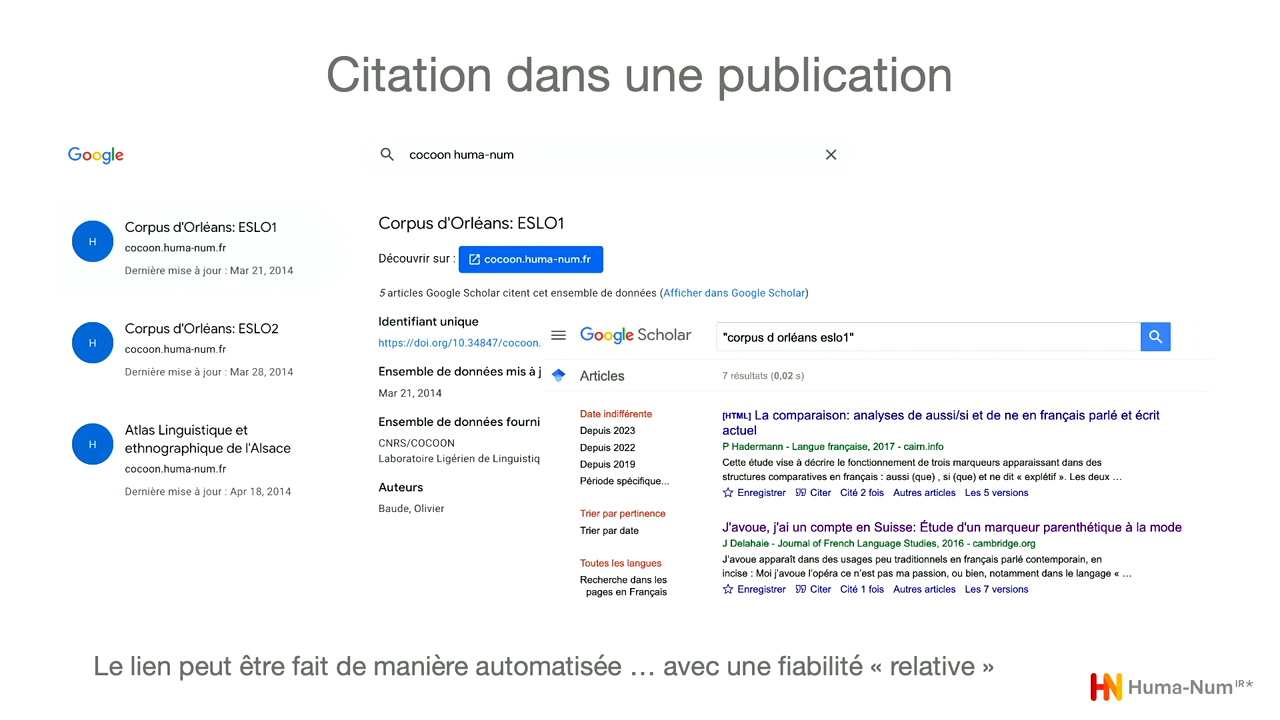 Citation dans une publication
Google
cocoon huma-num
Corpus d'Orléans: ESLO1
cocoon.huma-num.fr
Dernière mise à jour : Mar 21, 2014
H
Corpus d'Orléans: ESLO2
cocoon.huma-num.fr
Dernière mise à jour : Mar 28, 2014
H
Atlas Linguistique et
ethnographique de l'Alsace
cocoon.huma-num.fr
Dernière mise à jour : Apr 18, 2014
H
Corpus d'Orléans: ESLO1
Découvrir sur : cocoon.huma-num.fr
5 articles Google Scholar citent cet ensemble de données (Afficher dans Google Scholar)
Identifiant unique
https://doi.org/10.34847/cocoon.
Ensemble de données mis à j
Mar 21, 2014
Ensemble de données fourni
CNRS/COCOON
Laboratoire Ligérien de Linguistiq
Auteurs
Baude, Olivier
Google Scholar
"corpus d orléans eslo1"
Articles
7 résultats (0,02 s)
Date indifférente
Depuis 2023
Depuis 2022
Depuis 2019
Période spécifique...
Trier par pertinence
Trier par date
Toutes les langues
Recherche dans les
pages en Français
[HTML] La comparaison: analyses de aussi/si et de ne en français parlé et écrit
actuel
P Hadermann - Langue française, 2017 - cairn.info
Cette étude vise à décrire le fonctionnement de trois marqueurs apparaissant dans des
structures comparatives en français : aussi (que) , si (que) et ne dit « explétif ». Les deux …
Enregistrer Citer Cité 2 fois Autres articles Les 5 versions
J'avoue, j'ai un compte en Suisse: Étude d'un marqueur parenthétique à la mode
J Delahaie - Journal of French Language Studies, 2016 - cambridge.org
J'avoue apparaît dans des usages peu traditionnels en français parlé contemporain, en
incise : Moi j'avoue l'opéra ce n'est pas ma passion, ou bien, notamment dans le langage « …
Enregistrer Citer Cité 1 fois Autres articles Les 7 versions
Le lien peut être fait de manière automatisée … avec une fiabilité « relative »
Huma-Num IR*